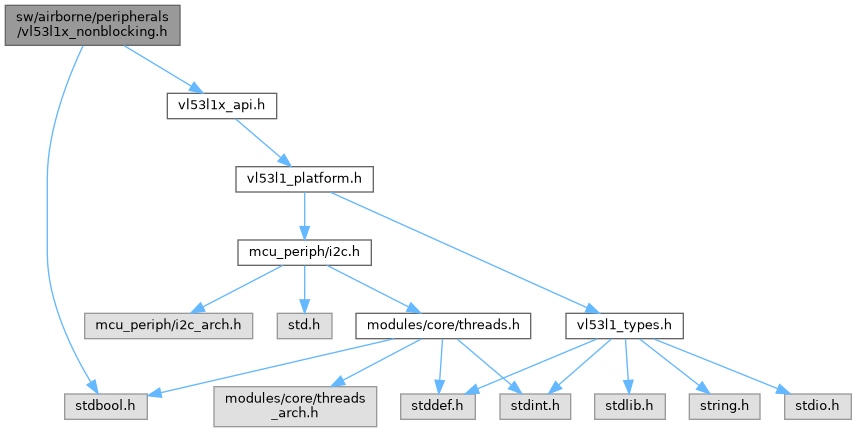 sw/airborne/peripherals
/vl53l1x_nonblocking.h
vl53l1x_api.h
vl53l1_platform.h
mcu_periph/i2c.h
mcu_periph/i2c_arch.h
std.h
modules/core/threads.h
vl53l1_types.h
stdbool.h
modules/core/threads
_arch.h
stddef.h
stdint.h
stdlib.h
string.h
stdio.h